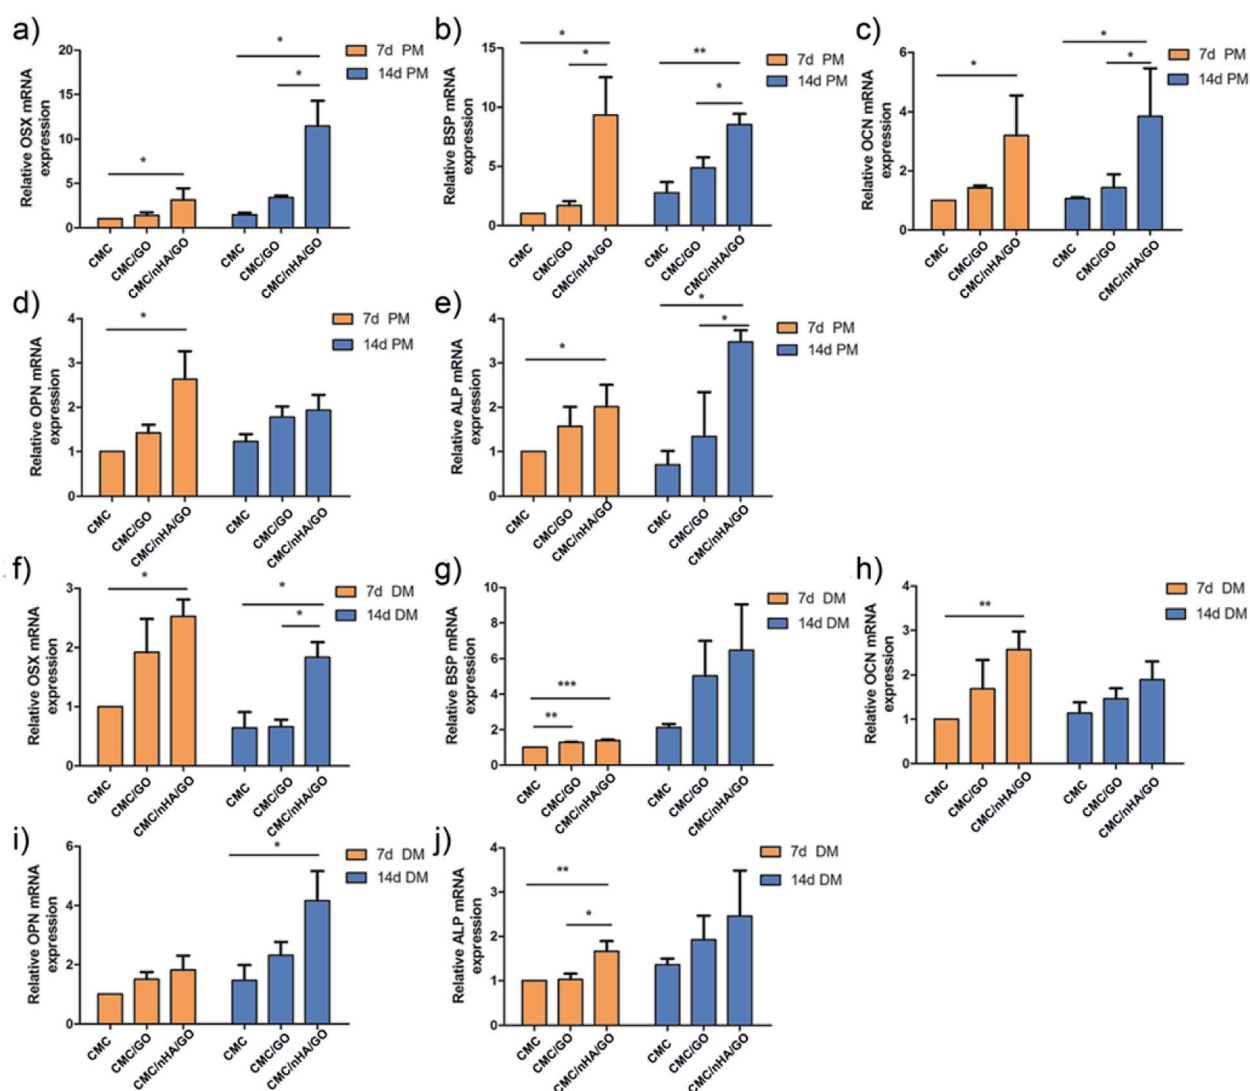 a)
20
15
10
5
0
Relative OSX mRNA
expression
*
*
*
7d PM
14d PM
CMC
CMC/GO
CMC/nHA/GO
CMC
CMC/GO
CMC/nHA/GO
b)
15
10
5
0
Relative BSP mRNA
expression
*
*
**
*
7d PM
14d PM
CMC
CMC/GO
CMC/nHA/GO
CMC
CMC/GO
CMC/nHA/GO
c)
6
4
2
0
Relative OCN mRNA
expression
*
*
*
7d PM
14d PM
CMC
CMC/GO
CMC/nHA/GO
CMC
CMC/GO
CMC/nHA/GO
d)
4
3
2
1
0
Relative OPN mRNA
expression
*
7d PM
14d PM
CMC
CMC/GO
CMC/nHA/GO
CMC
CMC/GO
CMC/nHA/GO
e)
4
3
2
1
0
Relative ALP mRNA
expression
*
*
*
7d PM
14d PM
CMC
CMC/GO
CMC/nHA/GO
CMC
CMC/GO
CMC/nHA/GO
f)
3
2
1
0
Relative OSX mRNA
expression
*
*
*
7d DM
14d DM
CMC
CMC/GO
CMC/nHA/GO
CMC
CMC/GO
CMC/nHA/GO
g)
10
8
6
4
2
0
Relative BSP mRNA
expression
***
**
7d DM
14d DM
CMC
CMC/GO
CMC/nHA/GO
CMC
CMC/GO
CMC/nHA/GO
h)
4
3
2
1
0
Relative OCN mRNA
expression
**
7d DM
14d DM
CMC
CMC/GO
CMC/nHA/GO
CMC
CMC/GO
CMC/nHA/GO
i)
6
4
2
0
Relative OPN mRNA
expression
*
7d DM
14d DM
CMC
CMC/GO
CMC/nHA/GO
CMC
CMC/GO
CMC/nHA/GO
j)
4
3
2
1
0
Relative ALP mRNA
expression
**
*
7d DM
14d DM
CMC
CMC/GO
CMC/nHA/GO
CMC
CMC/GO
CMC/nHA/GO